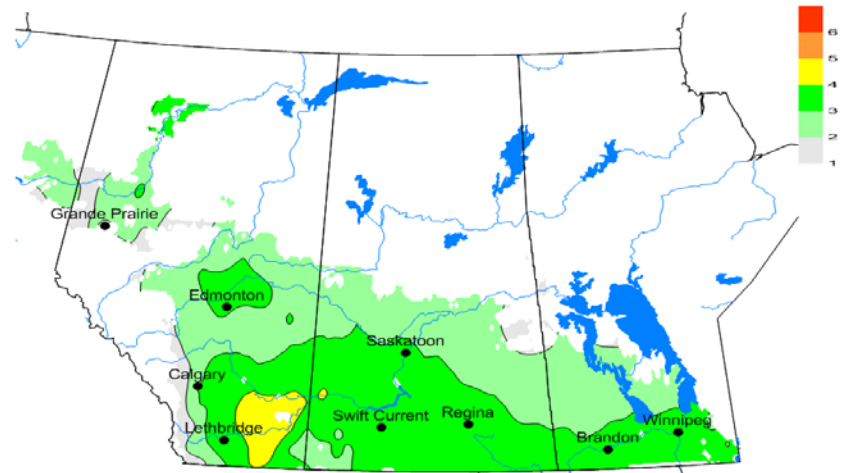 6
5
4
3
2
1
Grande Prairie
Edmonton
Saskatoon
Calgary
Swift Current
Regina
Lethbridge
Winnipeg
Brandon